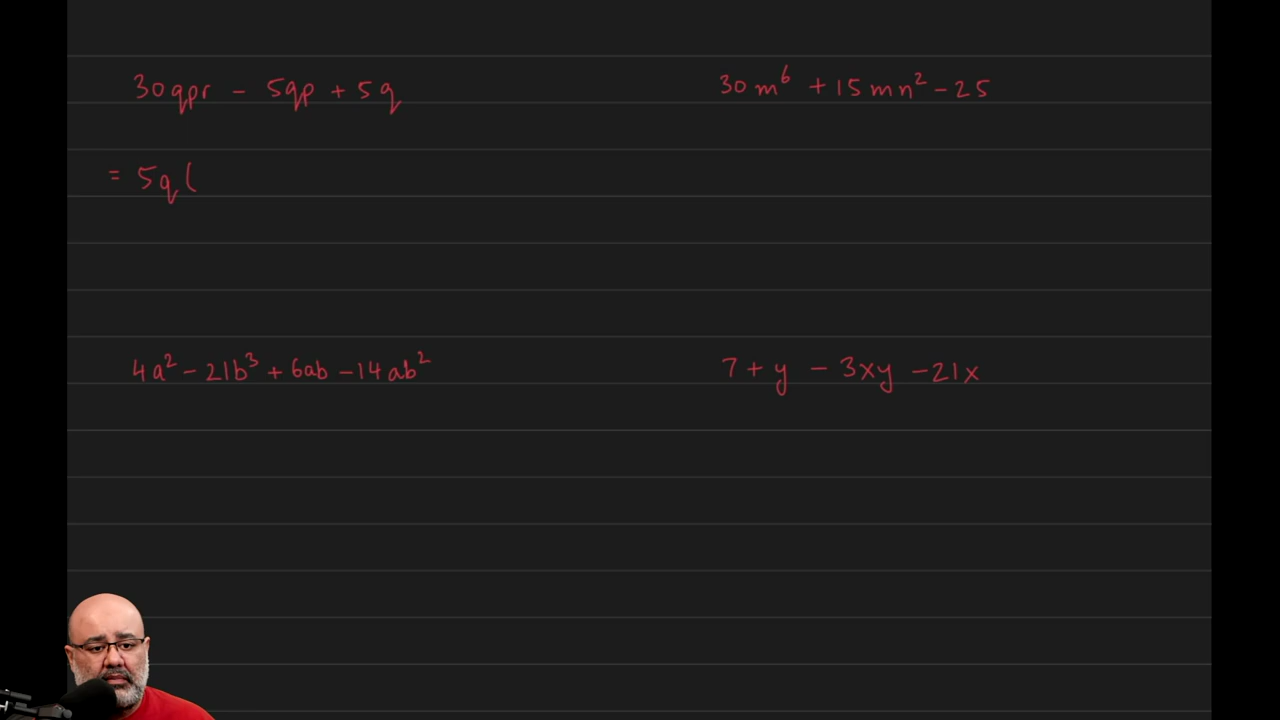 30qpr - 5qp + 5q
= 5q(
30m⁶ + 15mn² - 25
4a² - 21b³ + 6ab - 14ab²
7 + y - 3xy - 21x